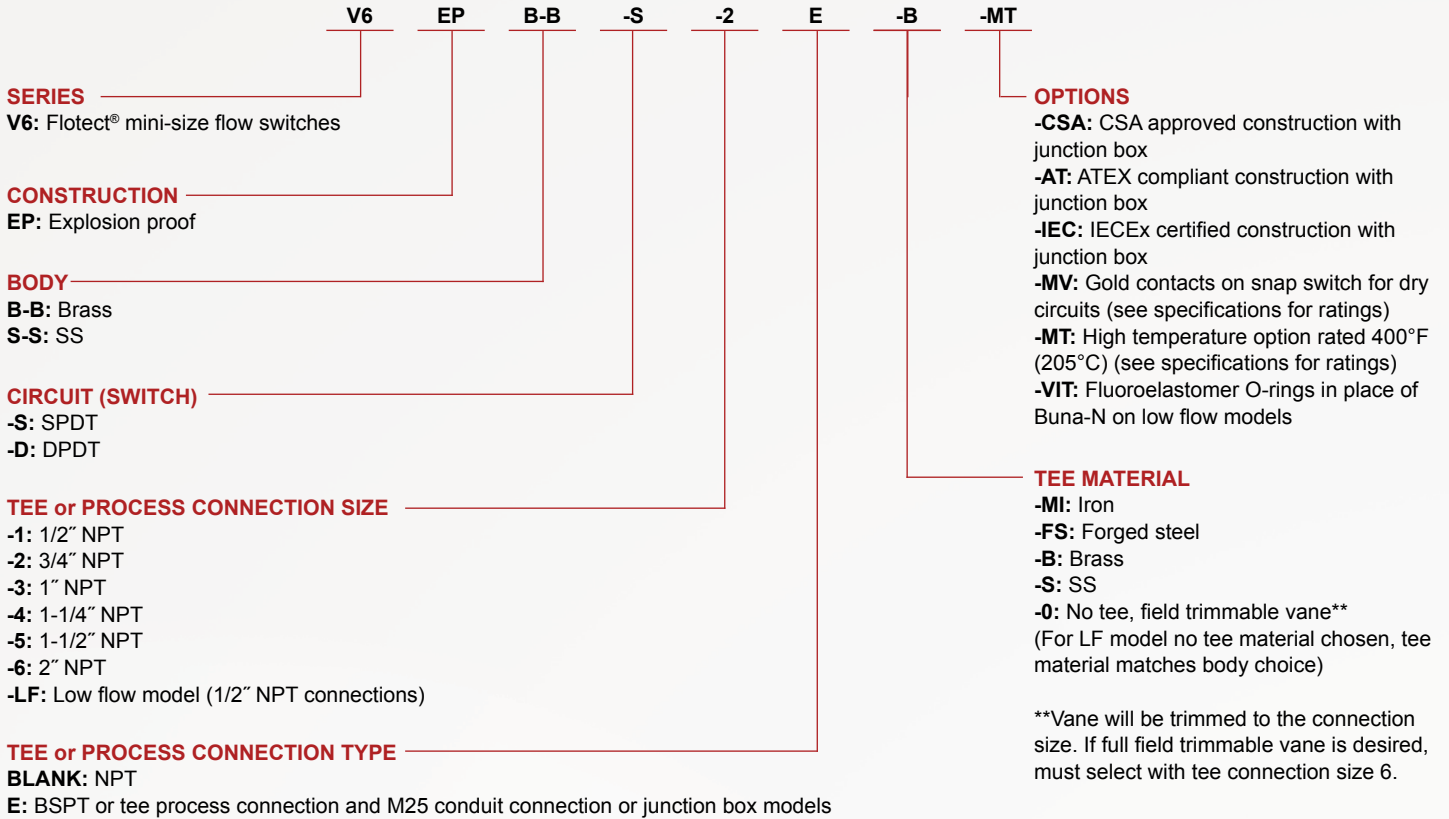 V6 EP B-B -S -2 E -B -MT
SERIES
V6: Flotect® mini-size flow switches
CONSTRUCTION
EP: Explosion proof
BODY
B-B: Brass
S-S: SS
CIRCUIT (SWITCH)
-S: SPDT
-D: DPDT
TEE or PROCESS CONNECTION SIZE
-1: 1/2˝ NPT
-2: 3/4˝ NPT
-3: 1˝ NPT
-4: 1-1/4˝ NPT
-5: 1-1/2˝ NPT
-6: 2˝ NPT
-LF: Low flow model (1/2˝ NPT connections)
TEE or PROCESS CONNECTION TYPE
BLANK: NPT
E: BSPT or tee process connection and M25 conduit connection or junction box models
OPTIONS
-CSA: CSA approved construction with
junction box
-AT: ATEX compliant construction with
junction box
-IEC: IECEx certified construction with
junction box
-MV: Gold contacts on snap switch for dry
circuits (see specifications for ratings)
-MT: High temperature option rated 400°F
(205°C) (see specifications for ratings)
-VIT: Fluoroelastomer O-rings in place of
Buna-N on low flow models
TEE MATERIAL
-MI: Iron
-FS: Forged steel
-B: Brass
-S: SS
-0: No tee, field trimmable vane**
(For LF model no tee material chosen, tee
material matches body choice)
**Vane will be trimmed to the connection
size. If full field trimmable vane is desired,
must select with tee connection size 6.